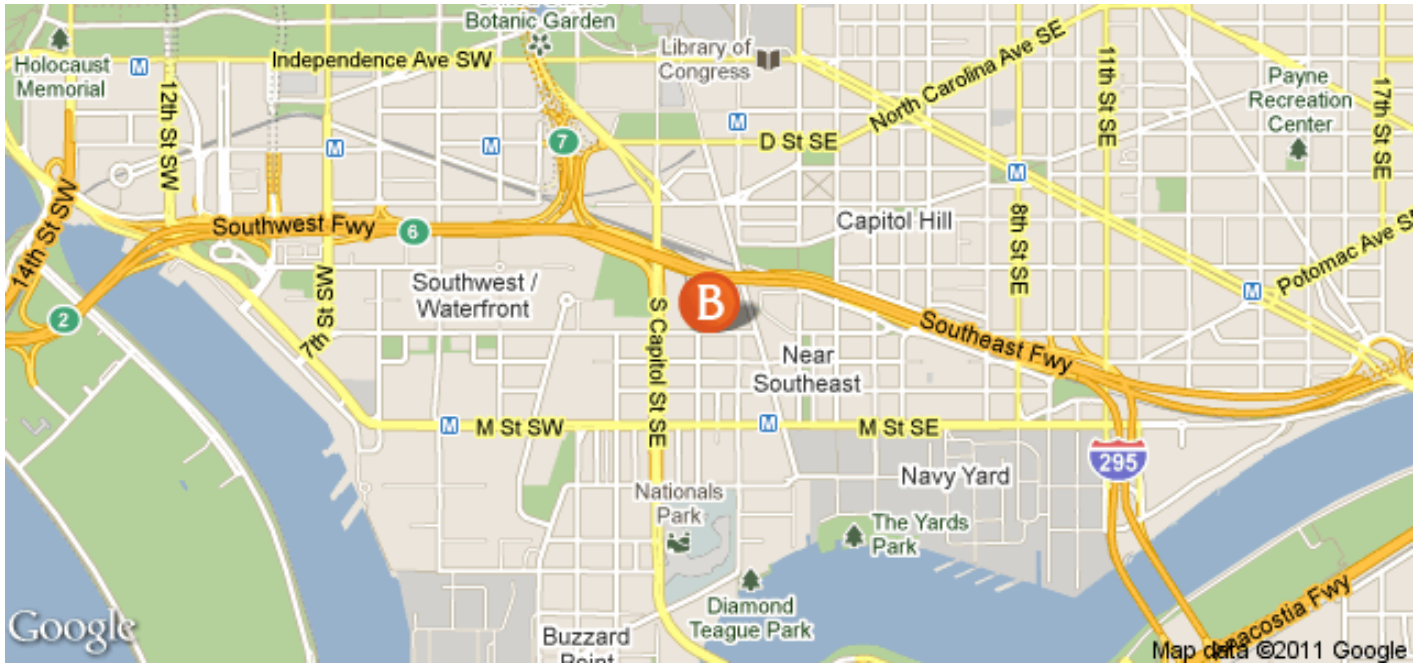 United States
Botanic Garden
Holocaust
Memorial
M
Independence Ave SW
Library of
Congress
North Carolina Ave SE
11th St SE
Payne
Recreation
Center
17th St SE
12th St SW
7
M
M
M
D St SE
M
14th St SW
Southwest Fwy
6
Capitol Hill
8th St SE
Potomac Ave SE
2
7th St SW
Southwest /
Waterfront
B
M
S Capitol St SE
Southeast Fwy
Near
Southeast
M
M St SW
M
M St SE
295
Navy Yard
Nationals
Park
The Yards
Park
Diamond
Teague Park
Buzzard
Point
Anacostia Fwy
Google
Map data ©2011 Google